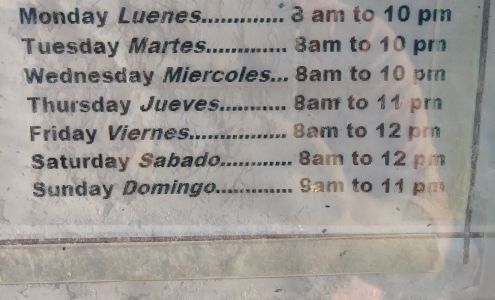 Monday Luenes.............. 8 am to 10 pm
Tuesday Martes.............. 8am to 10 pm
Wednesday Miercoles... 8am to 10 pm
Thursday Jueves............ 8am to 11 pm
Friday Viernes.................. 8am to 12 pm
Saturday Sabado............. 8am to 12 pm
Sunday Domingo............. 9am to 11 pm